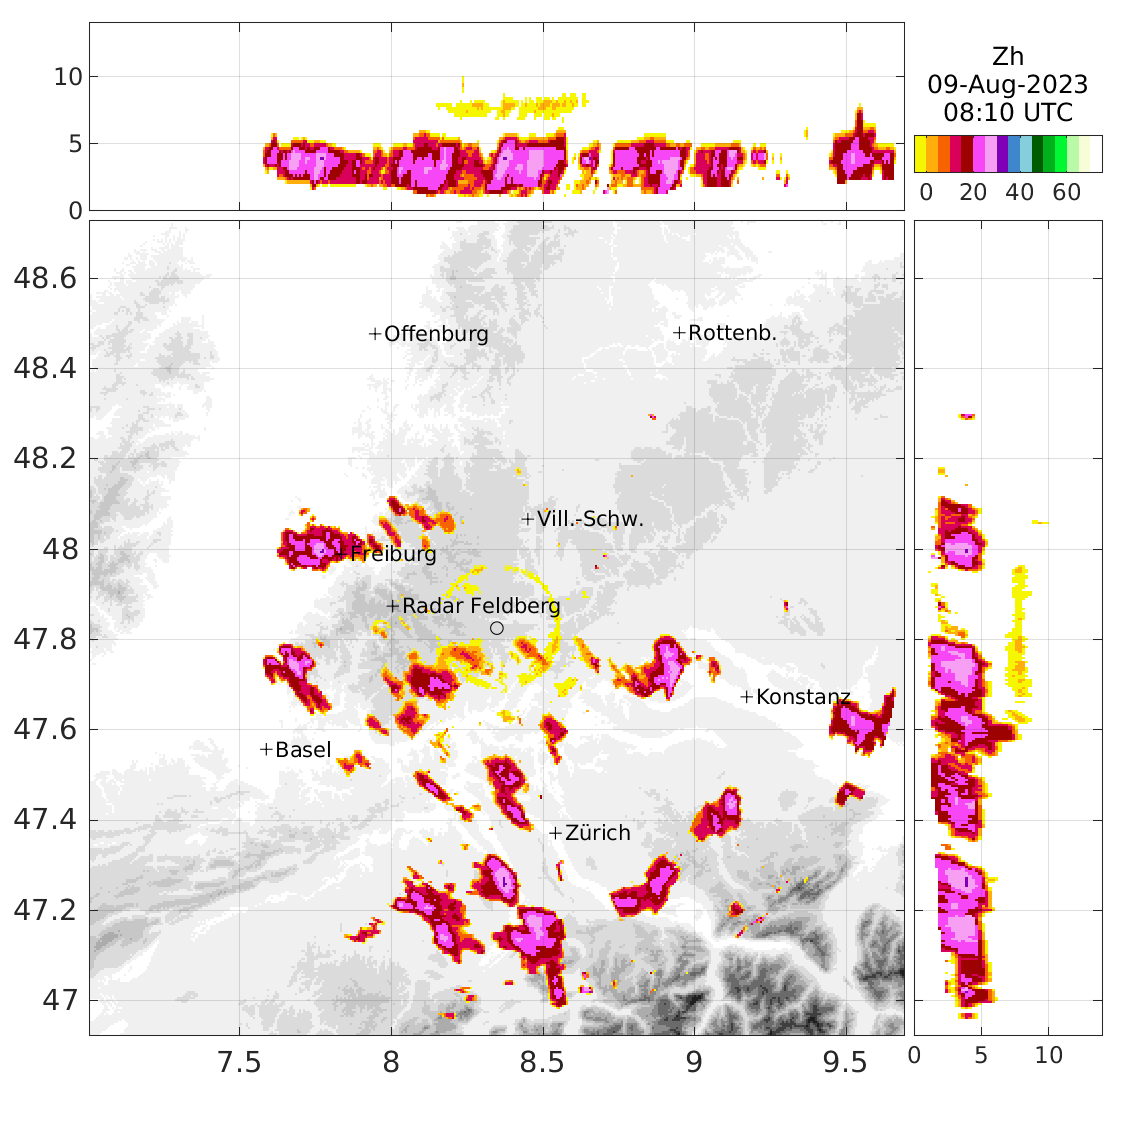 10
5
0
Zh
09-Aug-2023
08:10 UTC
0 20 40 60
48.6
48.4
48.2
48
47.8
47.6
47.4
47.2
47
+Offenburg
+Rottenb.
+Vill.-Schw.
+Freiburg
+Radar Feldberg
+Konstanz
+Basel
+Zürich
7.5 8 8.5 9 9.5
0 5 10